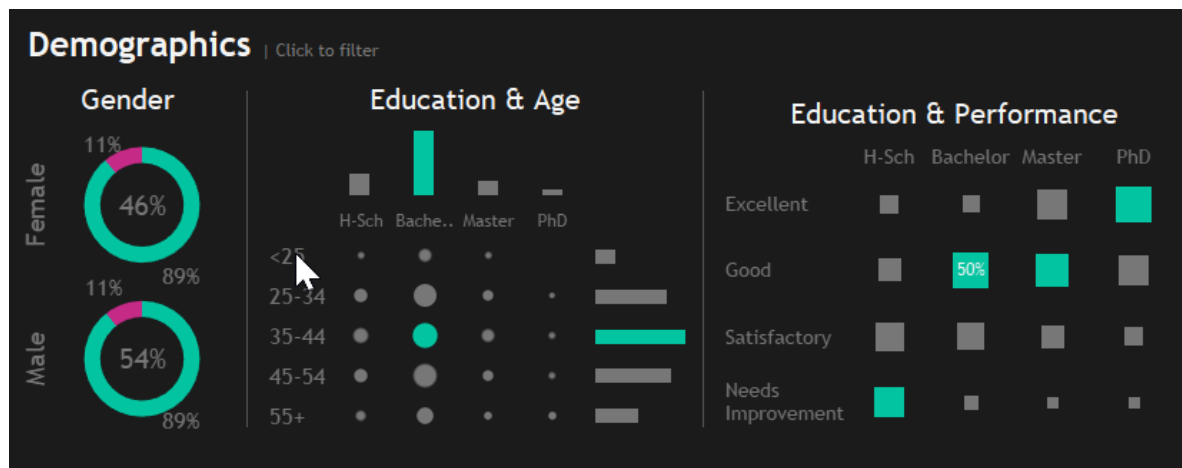 Demographics | Click to filter
Gender
Female
11%
46%
89%
Male
11%
54%
89%
Education & Age
H-Sch Bache.. Master PhD
<25
25-34
35-44
45-54
55+
Education & Performance
H-Sch Bachelor Master PhD
Excellent
Good
50%
Satisfactory
Needs
Improvement